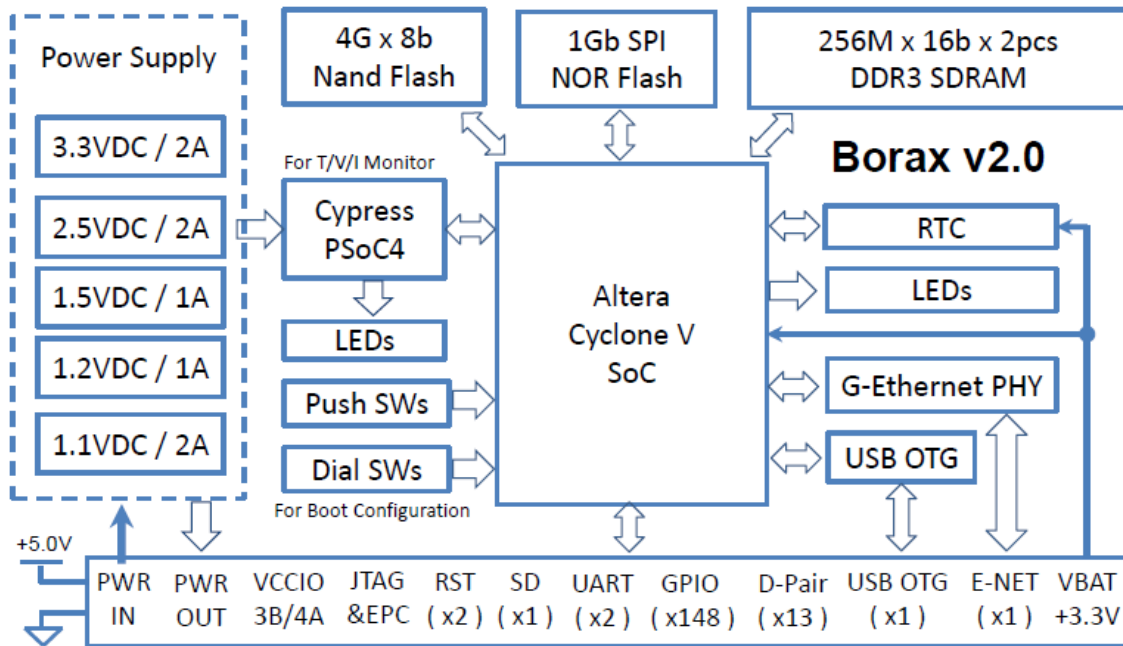 Power Supply
3.3VDC / 2A
2.5VDC / 2A
1.5VDC / 1A
1.2VDC / 1A
1.1VDC / 2A
4G x 8b
Nand Flash
1Gb SPI
NOR Flash
256M x 16b x 2pcs
DDR3 SDRAM
Borax v2.0
For T/V/I Monitor
Cypress
PSoC4
LEDs
Push SWs
Dial SWs
For Boot Configuration
Altera
Cyclone V
SoC
RTC
LEDs
G-Ethernet PHY
USB OTG
+5.0V
PWR IN
PWR OUT
VCCIO 3B/4A
JTAG &EPC
RST ( x2 )
SD ( x1 )
UART ( x2 )
GPIO ( x148 )
D-Pair ( x13 )
USB OTG ( x1 )
E-NET ( x1 )
VBAT +3.3V